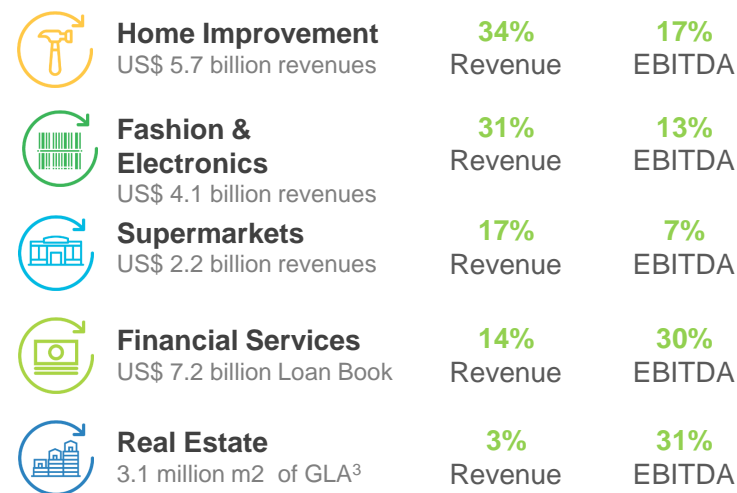 Home Improvement
US$ 5.7 billion revenues
34%
Revenue
17%
EBITDA
Fashion &
Electronics
US$ 4.1 billion revenues
31%
Revenue
13%
EBITDA
Supermarkets
US$ 2.2 billion revenues
17%
Revenue
7%
EBITDA
Financial Services
US$ 7.2 billion Loan Book
14%
Revenue
30%
EBITDA
Real Estate
3.1 million m2 of GLA³
3%
Revenue
31%
EBITDA